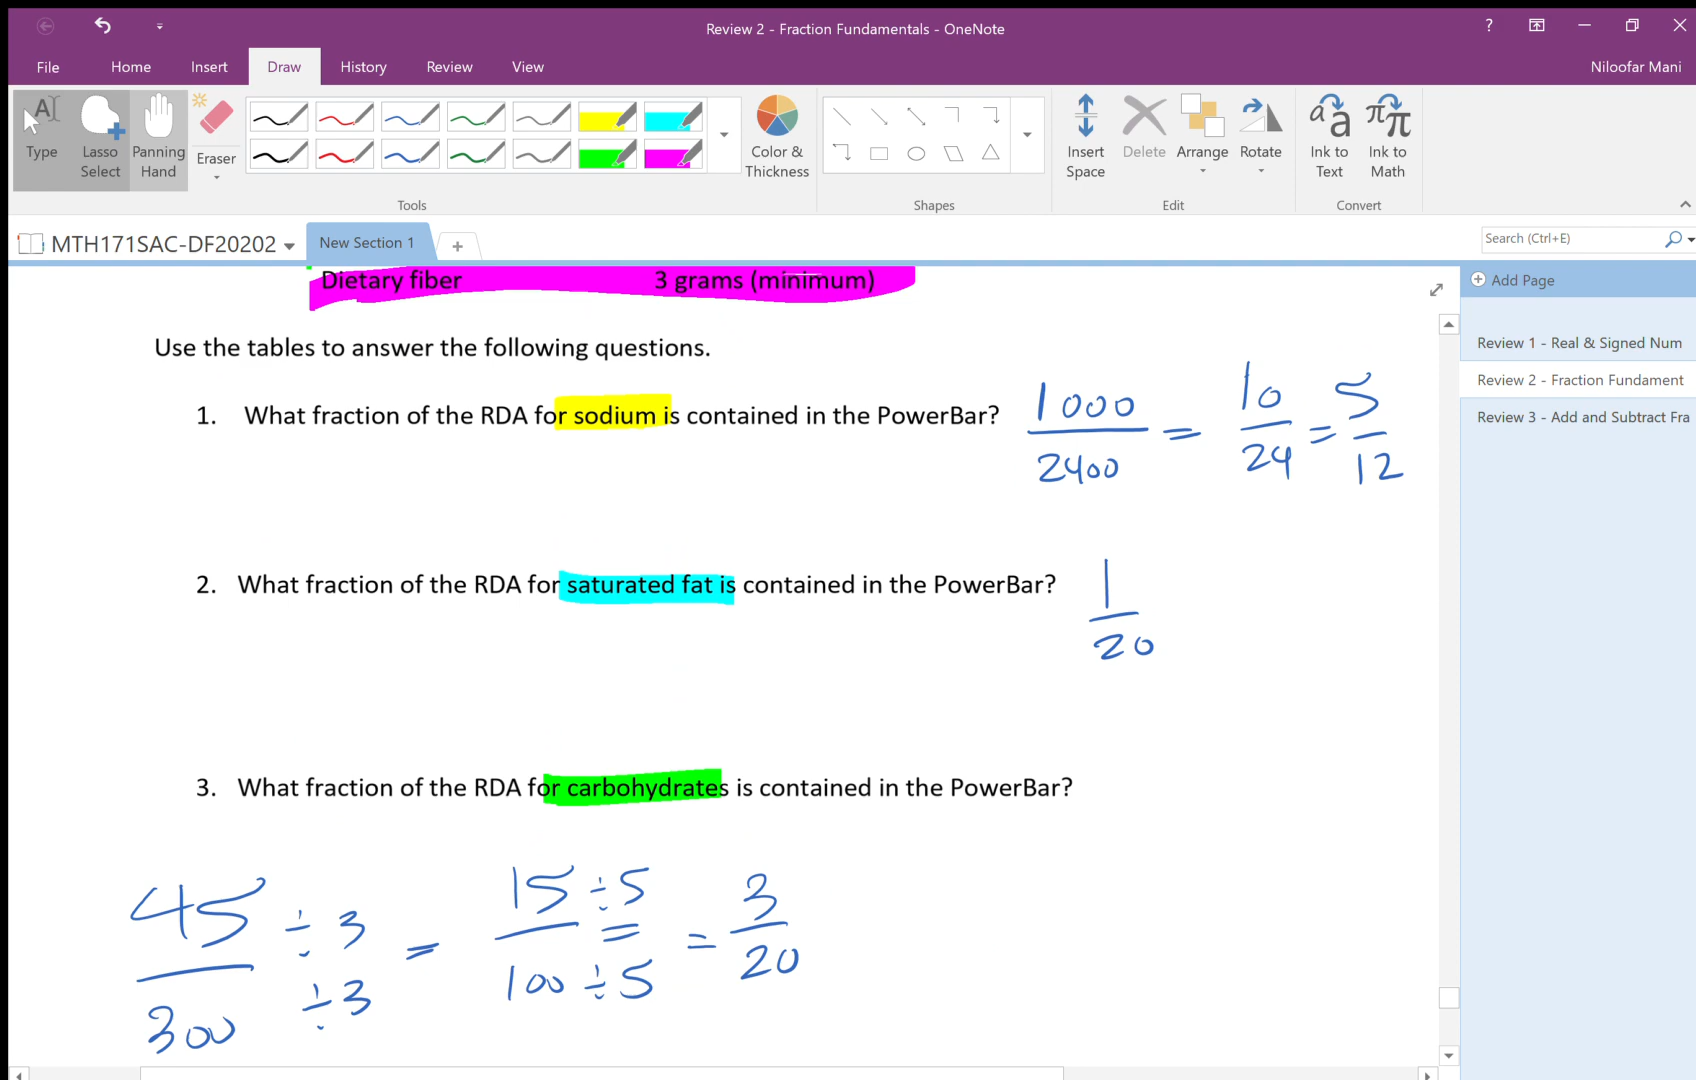 Review 2 - Fraction Fundamentals - OneNote
?
File Home Insert Draw History Review View
Niloofar Mani
Type
Lasso Select
Panning Hand
Eraser
Color & Thickness
Insert Space
Delete
Arrange
Rotate
Ink to Text
Ink to Math
Tools Shapes Edit Convert
MTH171SAC-DF20202
New Section 1
+
Search (Ctrl+E)
Add Page
Review 1 - Real & Signed Num
Review 2 - Fraction Fundament
Review 3 - Add and Subtract Fra
Dietary fiber 3 grams (minimum)
Use the tables to answer the following questions.
1. What fraction of the RDA for sodium is contained in the PowerBar?
1000/2400 = 10/24 = 5/12
2. What fraction of the RDA for saturated fat is contained in the PowerBar?
1/20
3. What fraction of the RDA for carbohydrates is contained in the PowerBar?
45 ÷ 3 / 300 ÷ 3 = 15 ÷ 5 / 100 ÷ 5 = 3/20